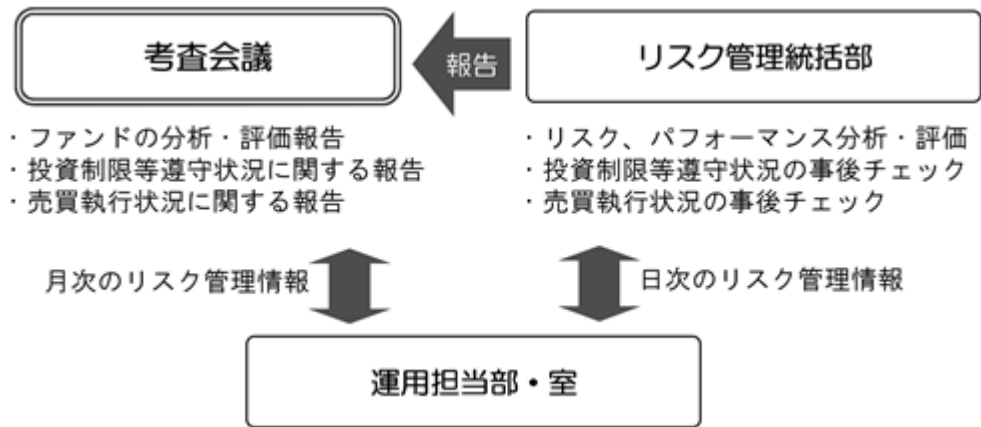 考査会議
報告
リスク管理統括部
・ファンドの分析・評価報告
・投資制限等遵守状況に関する報告
・売買執行状況に関する報告
・リスク、パフォーマンス分析・評価
・投資制限等遵守状況の事後チェック
・売買執行状況の事後チェック
月次のリスク管理情報
日次のリスク管理情報
運用担当部・室